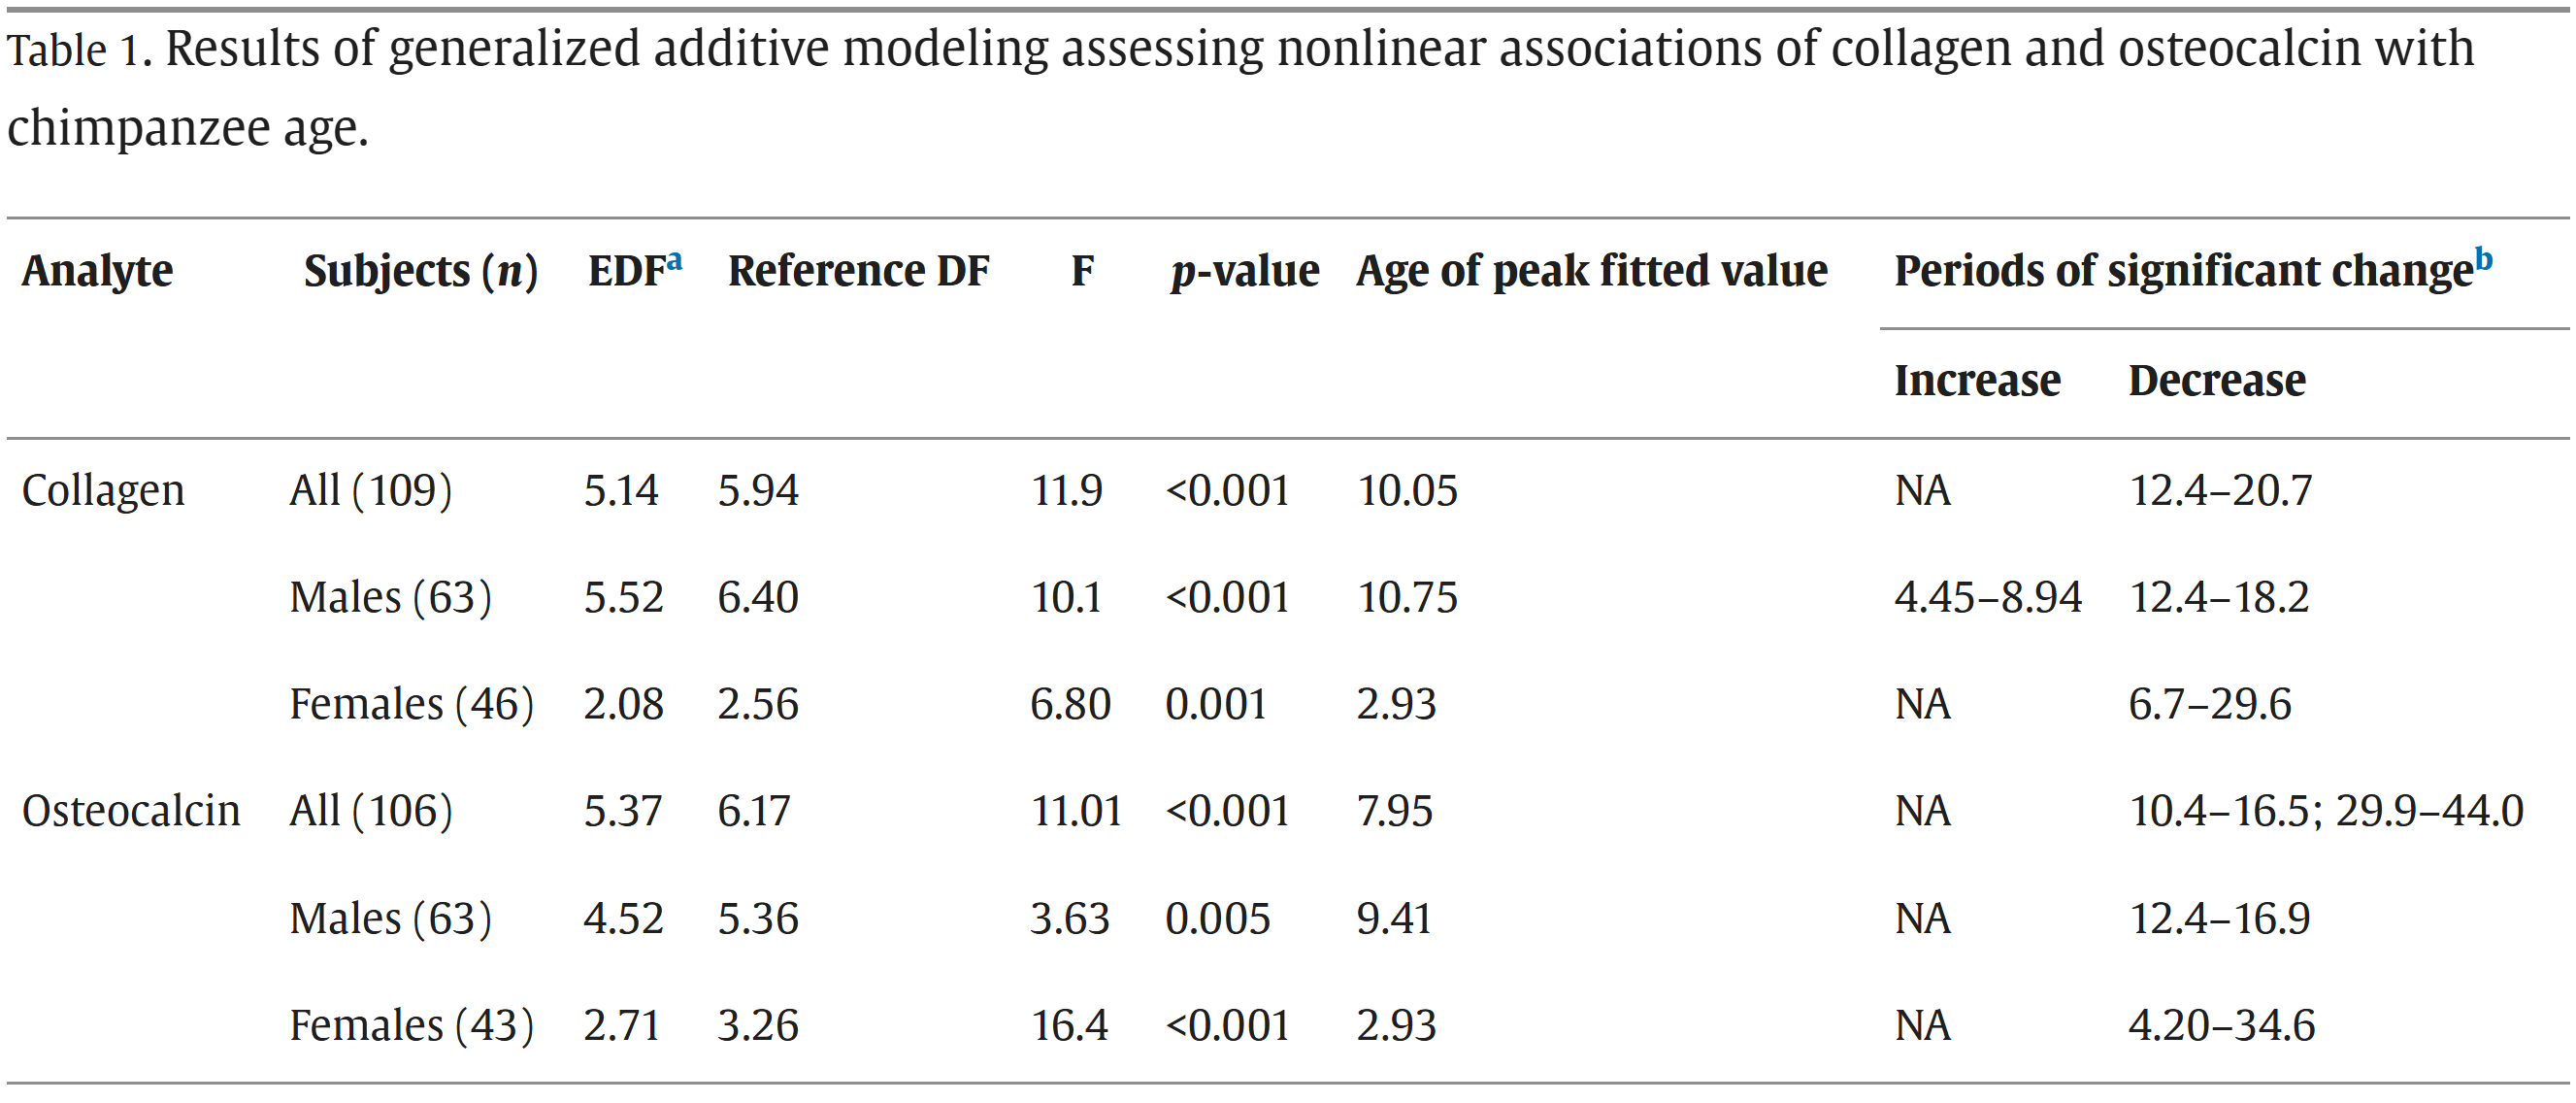 Table 1. Results of generalized additive modeling assessing nonlinear associations of collagen and osteocalcin with
chimpanzee age.
Analyte Subjects (n) EDFa Reference DF F p-value Age of peak fitted value Periods of significant changeb
Increase Decrease
Collagen All (109) 5.14 5.94 11.9 <0.001 10.05 NA 12.4–20.7
Males (63) 5.52 6.40 10.1 <0.001 10.75 4.45–8.94 12.4–18.2
Females (46) 2.08 2.56 6.80 0.001 2.93 NA 6.7–29.6
Osteocalcin All (106) 5.37 6.17 11.01 <0.001 7.95 NA 10.4–16.5; 29.9–44.0
Males (63) 4.52 5.36 3.63 0.005 9.41 NA 12.4–16.9
Females (43) 2.71 3.26 16.4 <0.001 2.93 NA 4.20–34.6